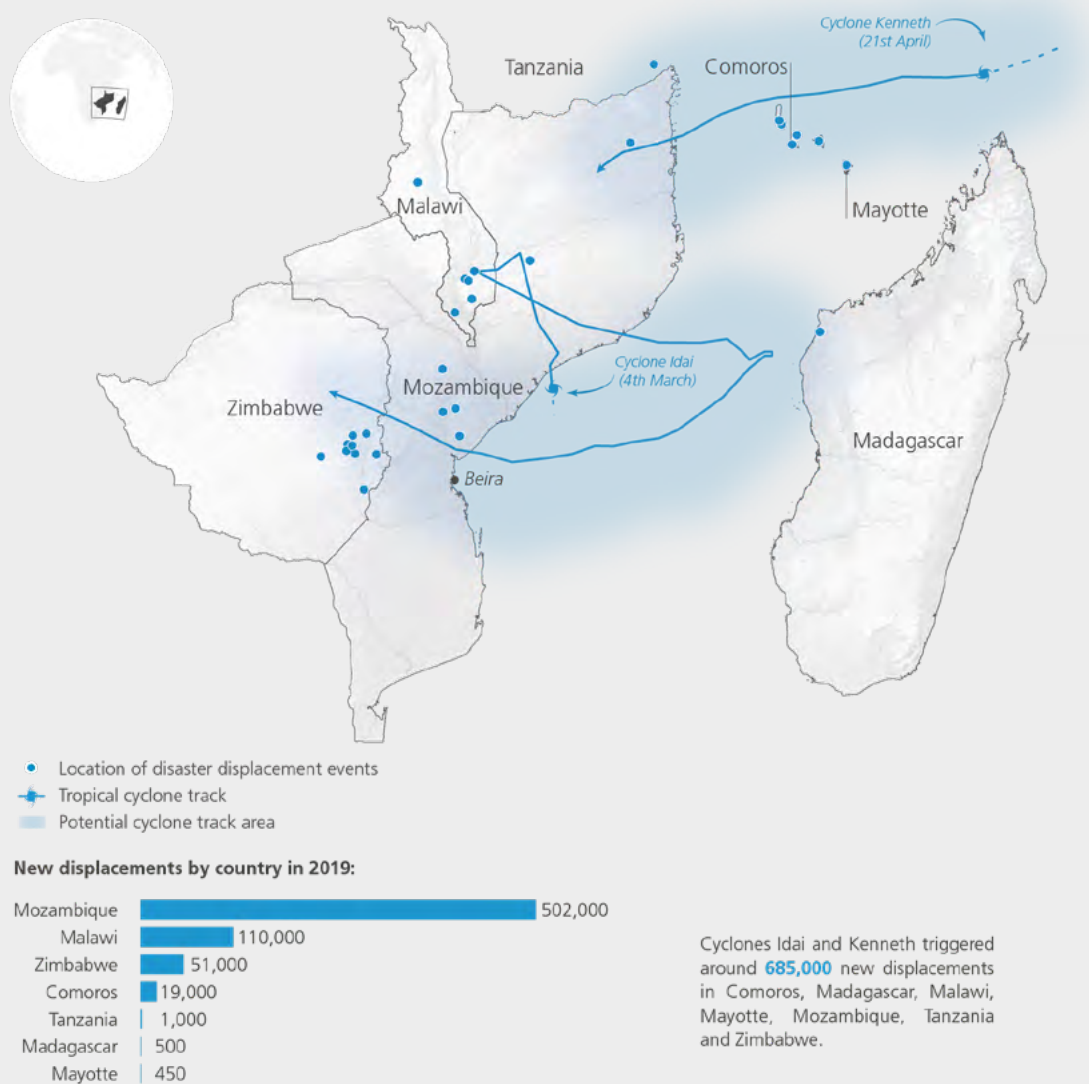 Cyclone Kenneth
(21st April)
Tanzania
Comoros
Malawi
Mayotte
Cyclone Idai
(4th March)
Mozambique
Zimbabwe
Madagascar
Beira
Location of disaster displacement events
Tropical cyclone track
Potential cyclone track area
New displacements by country in 2019:
Mozambique 502,000
Malawi 110,000
Zimbabwe 51,000
Comoros 19,000
Tanzania 1,000
Madagascar 500
Mayotte 450
Cyclones Idai and Kenneth triggered
around 685,000 new displacements
in Comoros, Madagascar, Malawi,
Mayotte, Mozambique, Tanzania
and Zimbabwe.